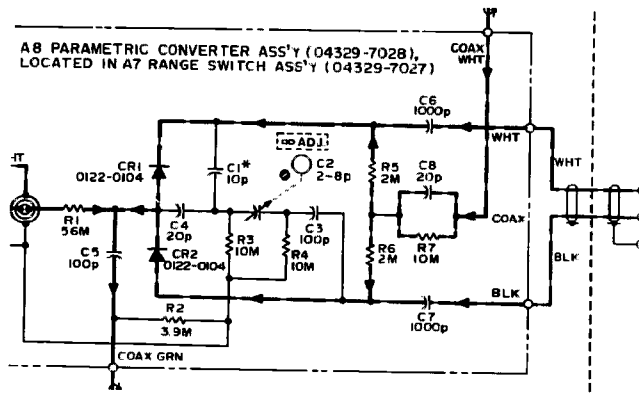 A8 PARAMETRIC CONVERTER ASS'Y (04329-7028),
LOCATED IN A7 RANGE SWITCH ASS'Y (04329-7027)
COAX
WHT
C6
1000p
WHT
WHT
∞ ADJ.
CR1
0122-0104
C1*
10p
C2
2-8p
R5
2M
C8
20p
COAX
R1
56M
C4
20p
C3
100p
R7
10M
C5
100p
CR2
0122-0104
R3
10M
R4
10M
R6
2M
BLK
BLK
R2
3.9M
C7
1000p
COAX GRN